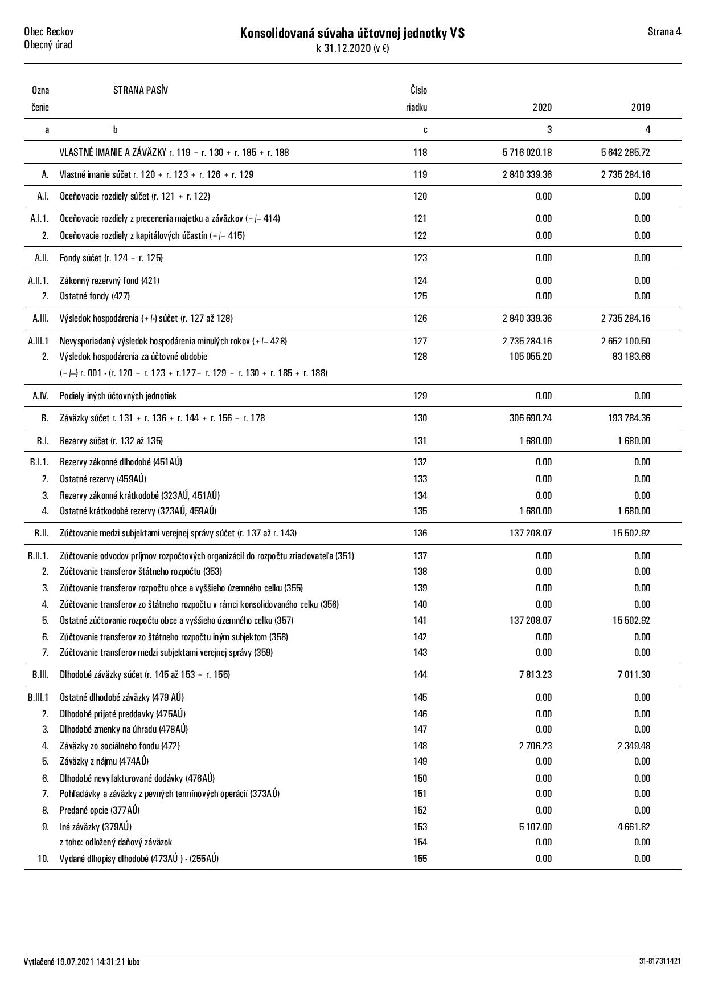 Obec Beckov Konsolidovaná súvaha účtovnej jednotky VS Strana 4
Obecný úrad k 31.12.2020 (v €)
Ozna STRANA PASÍV Číslo
čenie riadku 2020 2019
a b c 3 4
VLASTNÉ IMANIE A ZÁVÄZKY r. 119 + r. 130 + r. 185 + r. 188 118 5 716 020.18 5 642 285.72
A. Vlastné imanie súčet r. 120 + r. 123 + r. 126 + r. 129 119 2 840 339.36 2 735 284.16
A.I. Oceňovacie rozdiely súčet (r. 121 + r. 122) 120 0.00 0.00
A.I.1. Oceňovacie rozdiely z precenenia majetku a záväzkov (+/– 414) 121 0.00 0.00
2. Oceňovacie rozdiely z kapitálových účastín (+/– 415) 122 0.00 0.00
A.II. Fondy súčet (r. 124 + r. 125) 123 0.00 0.00
A.II.1. Zákonný rezervný fond (421) 124 0.00 0.00
2. Ostatné fondy (427) 125 0.00 0.00
A.III. Výsledok hospodárenia (+/-) súčet (r. 127 až 128) 126 2 840 339.36 2 735 284.16
A.III.1 Nevysporiadaný výsledok hospodárenia minulých rokov (+/– 428) 127 2 735 284.16 2 652 100.50
2. Výsledok hospodárenia za účtovné obdobie 128 105 055.20 83 183.66
(+/–) r. 001 - (r. 120 + r. 123 + r.127+ r. 129 + r. 130 + r. 185 + r. 188)
A.IV. Podiely iných účtovných jednotiek 129 0.00 0.00
B. Záväzky súčet r. 131 + r. 136 + r. 144 + r. 156 + r. 178 130 306 690.24 193 784.36
B.I. Rezervy súčet (r. 132 až 135) 131 1 680.00 1 680.00
B.I.1. Rezervy zákonné dlhodobé (451AÚ) 132 0.00 0.00
2. Ostatné rezervy (459AÚ) 133 0.00 0.00
3. Rezervy zákonné krátkodobé (323AÚ, 451AÚ) 134 0.00 0.00
4. Ostatné krátkodobé rezervy (323AÚ, 459AÚ) 135 1 680.00 1 680.00
B.II. Zúčtovanie medzi subjektami verejnej správy súčet (r. 137 až r. 143) 136 137 208.07 15 502.92
B.II.1. Zúčtovanie odvodov príjmov rozpočtových organizácií do rozpočtu zriaďovateľa (351) 137 0.00 0.00
2. Zúčtovanie transferov štátneho rozpočtu (353) 138 0.00 0.00
3. Zúčtovanie transferov rozpočtu obce a vyššieho územného celku (355) 139 0.00 0.00
4. Zúčtovanie transferov zo štátneho rozpočtu v rámci konsolidovaného celku (356) 140 0.00 0.00
5. Ostatné zúčtovanie rozpočtu obce a vyššieho územného celku (357) 141 137 208.07 15 502.92
6. Zúčtovanie transferov zo štátneho rozpočtu iným subjektom (358) 142 0.00 0.00
7. Zúčtovanie transferov medzi subjektami verejnej správy (359) 143 0.00 0.00
B.III. Dlhodobé záväzky súčet (r. 145 až 153 + r. 155) 144 7 813.23 7 011.30
B.III.1 Ostatné dlhodobé záväzky (479 AÚ) 145 0.00 0.00
2. Dlhodobé prijaté preddavky (475AÚ) 146 0.00 0.00
3. Dlhodobé zmenky na úhradu (478AÚ) 147 0.00 0.00
4. Záväzky zo sociálneho fondu (472) 148 2 706.23 2 349.48
5. Záväzky z nájmu (474AÚ) 149 0.00 0.00
6. Dlhodobé nevyfakturované dodávky (476AÚ) 150 0.00 0.00
7. Pohľadávky a záväzky z pevných termínových operácií (373AÚ) 151 0.00 0.00
8. Predané opcie (377AÚ) 152 0.00 0.00
9. Iné záväzky (379AÚ) 153 5 107.00 4 661.82
z toho: odložený daňový záväzok 154 0.00 0.00
10. Vydané dlhopisy dlhodobé (473AÚ ) - (255AÚ) 155 0.00 0.00
Vytlačené 19.07.2021 14:31:21 lubo 31-817311421